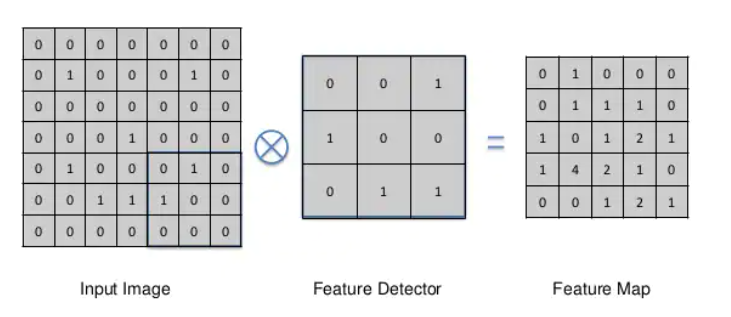 0 0 0 0 0 0 0
0 1 0 0 0 1 0
0 0 0 0 0 0 0
0 0 0 1 0 0 0
0 1 0 0 0 1 0
0 0 1 1 1 0 0
0 0 0 0 0 0 0
0 0 1
1 0 0
0 1 1
=
0 1 0 0 0
0 1 1 1 0
1 0 1 2 1
1 4 2 1 0
0 0 1 2 1
Input Image
Feature Detector
Feature Map